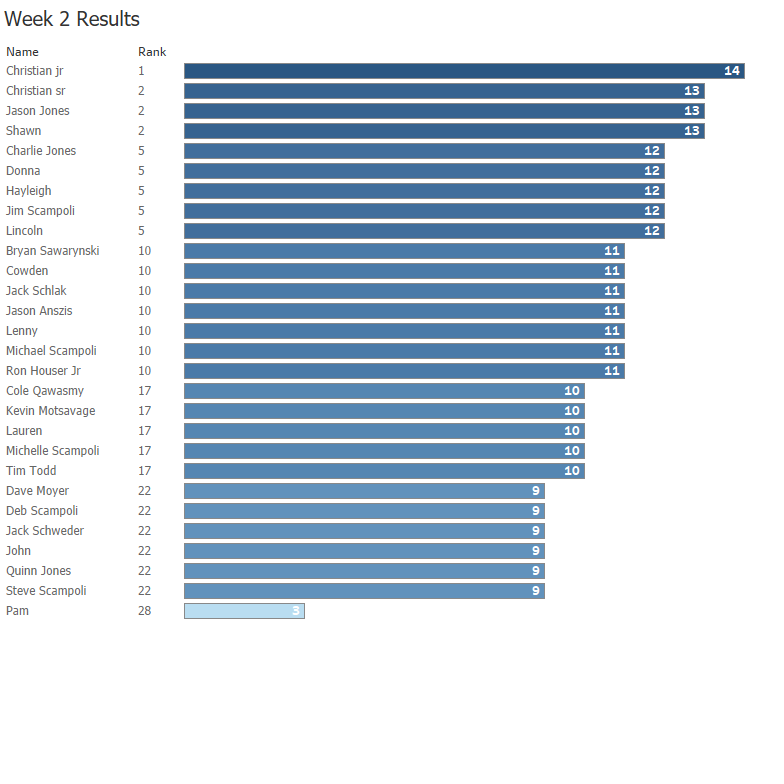 Week 2 Results
Name Rank
Christian jr 1 14
Christian sr 2 13
Jason Jones 2 13
Shawn 2 13
Charlie Jones 5 12
Donna 5 12
Hayleigh 5 12
Jim Scampoli 5 12
Lincoln 5 12
Bryan Sawarynski 10 11
Cowden 10 11
Jack Schlak 10 11
Jason Anszis 10 11
Lenny 10 11
Michael Scampoli 10 11
Ron Houser Jr 10 11
Cole Qawasmy 17 10
Kevin Motsavage 17 10
Lauren 17 10
Michelle Scampoli 17 10
Tim Todd 17 10
Dave Moyer 22 9
Deb Scampoli 22 9
Jack Schweder 22 9
John 22 9
Quinn Jones 22 9
Steve Scampoli 22 9
Pam 28 3